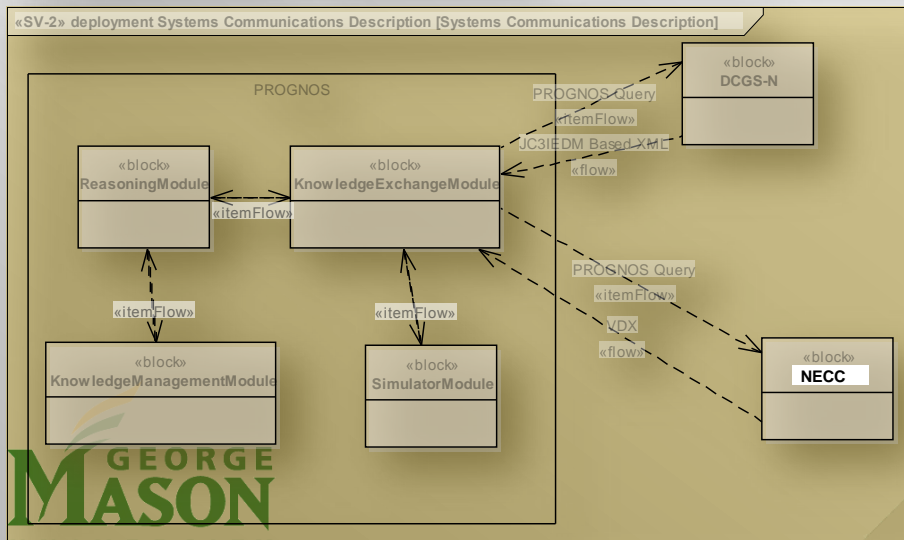 «SV-2» deployment Systems Communications Description [Systems Communications Description]
PROGNOS
«block»
DCGS-N
PROGNOS Query
«itemFlow»
JC3IEDM Based XML
«flow»
«block»
ReasoningModule
«block»
KnowledgeExchangeModule
«itemFlow»
PROGNOS Query
«itemFlow»
VDX
«flow»
«itemFlow»
«itemFlow»
«block»
KnowledgeManagementModule
«block»
SimulatorModule
«block»
NECC
GEORGE
MASON